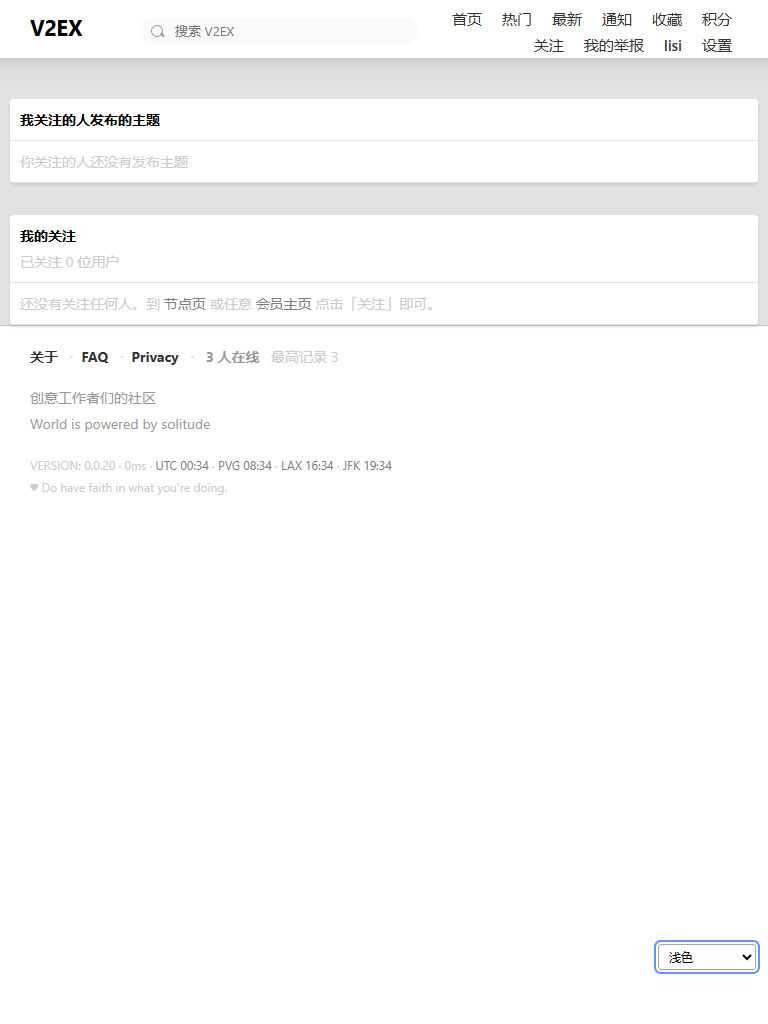 V2EX
搜索 V2EX
首页 热门 最新 通知 收藏 积分
关注 我的举报 lisi 设置
我关注的人发布的主题
你关注的人还没有发布主题
我的关注
已关注 0 位用户
还没有关注任何人。到 节点页 或任意 会员主页 点击「关注」即可。
关于 · FAQ · Privacy · 3 人在线 最高记录 3
创意工作者们的社区
World is powered by solitude
VERSION: 0.0.20 · 0ms · UTC 00:34 · PVG 08:34 · LAX 16:34 · JFK 19:34
♥ Do have faith in what you're doing.
浅色